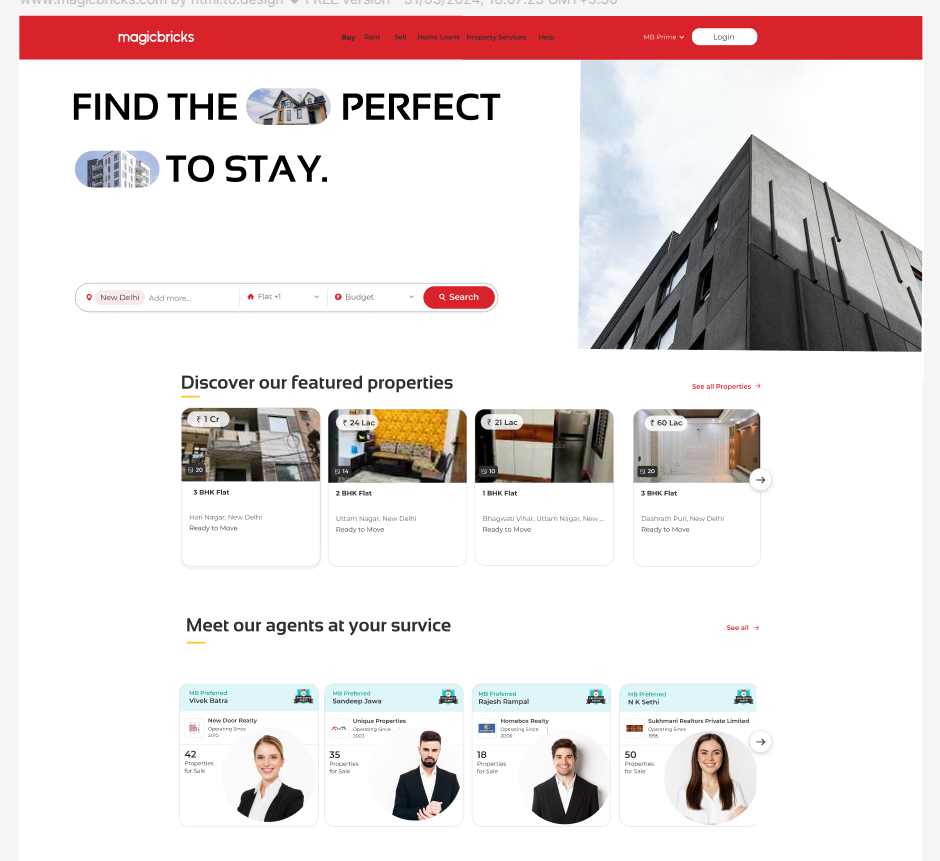 www.magicbricks.com by html.to.design ❖ FREE version - 31/05/2024, 16:07:23 GMT+5:30
magicbricks
Buy Rent Sell Home Loans Property Services Help
MB Prime
Login
FIND THE PERFECT
TO STAY.
New Delhi Add more...
Flat +1
Budget
Search
Discover our featured properties
See all Properties →
₹ 1 Cr
20
3 BHK Flat
Hari Nagar, New Delhi
Ready to Move
₹ 24 Lac
14
2 BHK Flat
Uttam Nagar, New Delhi
Ready to Move
₹ 21 Lac
10
1 BHK Flat
Bhagwati Vihar, Uttam Nagar, New ...
Ready to Move
₹ 60 Lac
20
3 BHK Flat
Dashrath Puri, New Delhi
Ready to Move
Meet our agents at your survice
See all →
MB Preferred
Vivek Batra
New Door Realty
Operating Since
2010
42
Properties
for Sale
MB Preferred
Sandeep Jawa
Unique Properties
Operating Since
2003
35
Properties
for Sale
MB Preferred
Rajesh Rampal
Homebox Realty
Operating Since
2006
18
Properties
for Sale
MB Preferred
N K Sethi
Sukhmani Realtors Private Limited
Operating Since
1995
50
Properties
for Sale